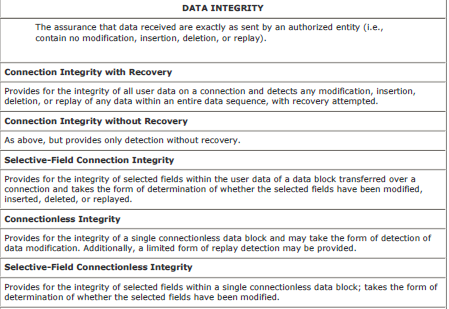 DATA INTEGRITY
The assurance that data received are exactly as sent by an authorized entity (i.e.,
contain no modification, insertion, deletion, or replay).
Connection Integrity with Recovery
Provides for the integrity of all user data on a connection and detects any modification, insertion,
deletion, or replay of any data within an entire data sequence, with recovery attempted.
Connection Integrity without Recovery
As above, but provides only detection without recovery.
Selective-Field Connection Integrity
Provides for the integrity of selected fields within the user data of a data block transferred over a
connection and takes the form of determination of whether the selected fields have been modified,
inserted, deleted, or replayed.
Connectionless Integrity
Provides for the integrity of a single connectionless data block and may take the form of detection of
data modification. Additionally, a limited form of replay detection may be provided.
Selective-Field Connectionless Integrity
Provides for the integrity of selected fields within a single connectionless data block; takes the form of
determination of whether the selected fields have been modified.